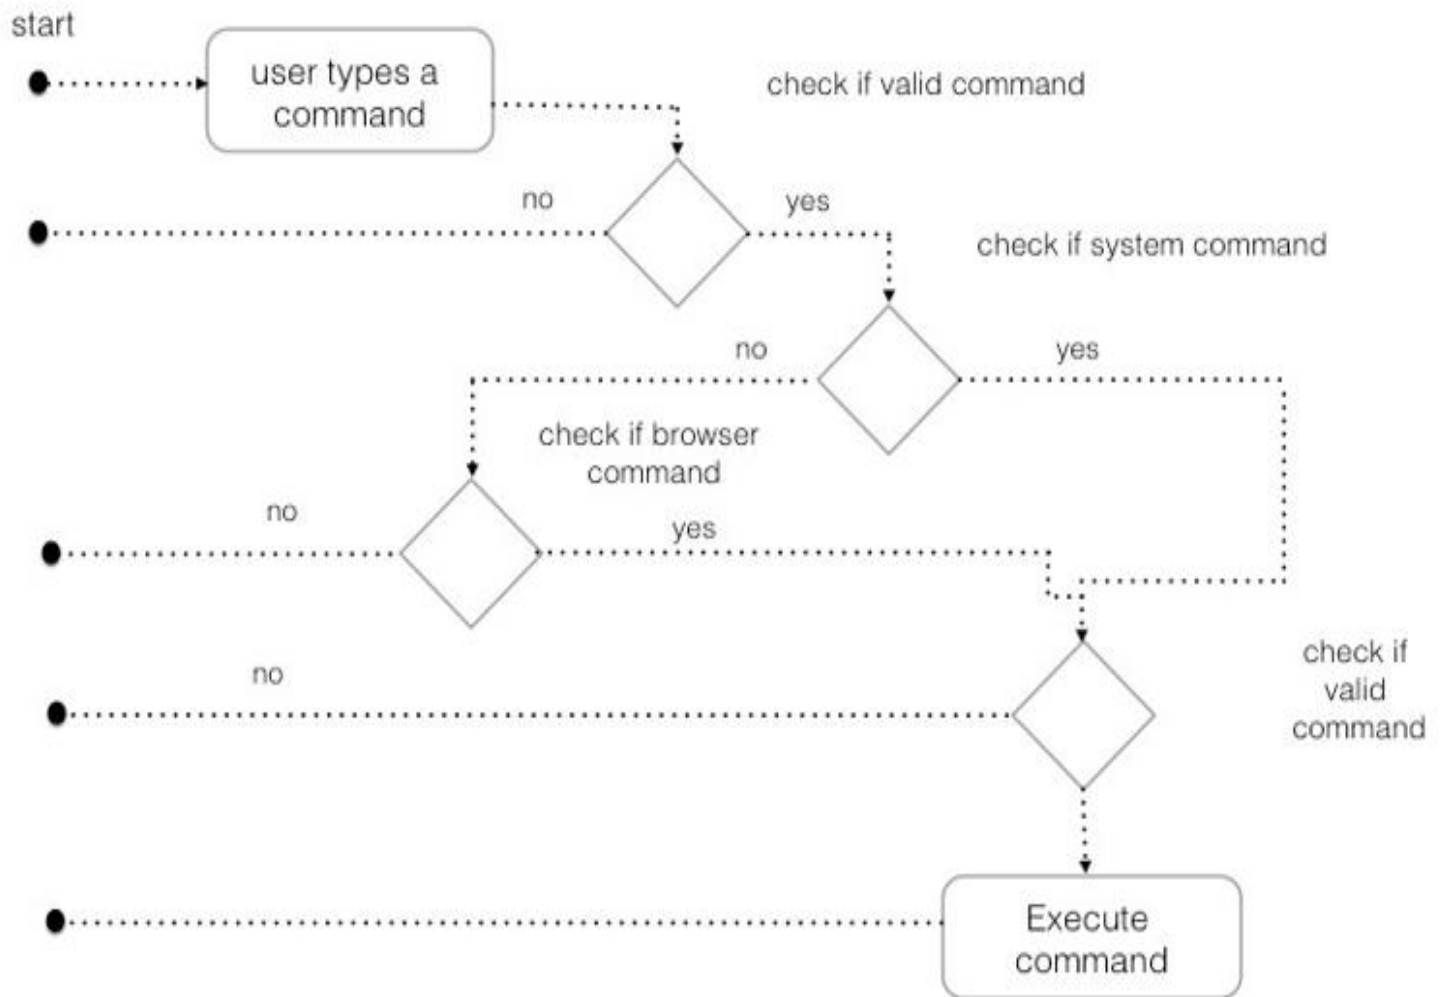 start
user types a
command
check if valid command
no
yes
check if system command
no
yes
check if browser
command
no
yes
no
check if
valid
command
Execute
command